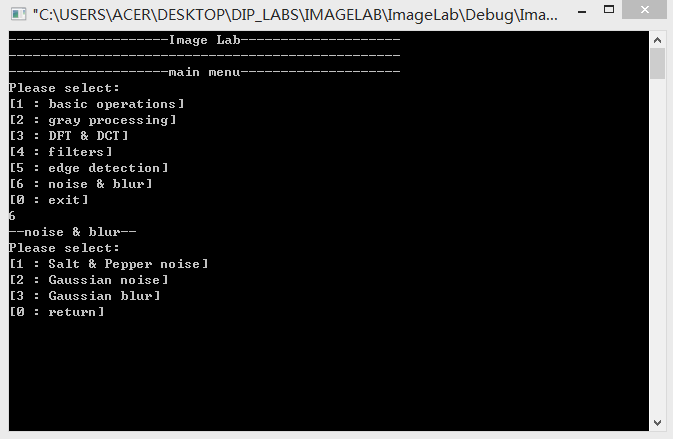 "C:\USERS\ACER\DESKTOP\DIP_LABS\IMAGELAB\ImageLab\Debug\Ima...
--------------------Image Lab--------------------
-------------------------------------------------
--------------------main menu--------------------
Please select:
[1 : basic operations]
[2 : gray processing]
[3 : DFT & DCT]
[4 : filters]
[5 : edge detection]
[6 : noise & blur]
[0 : exit]
6
--noise & blur--
Please select:
[1 : Salt & Pepper noise]
[2 : Gaussian noise]
[3 : Gaussian blur]
[0 : return]